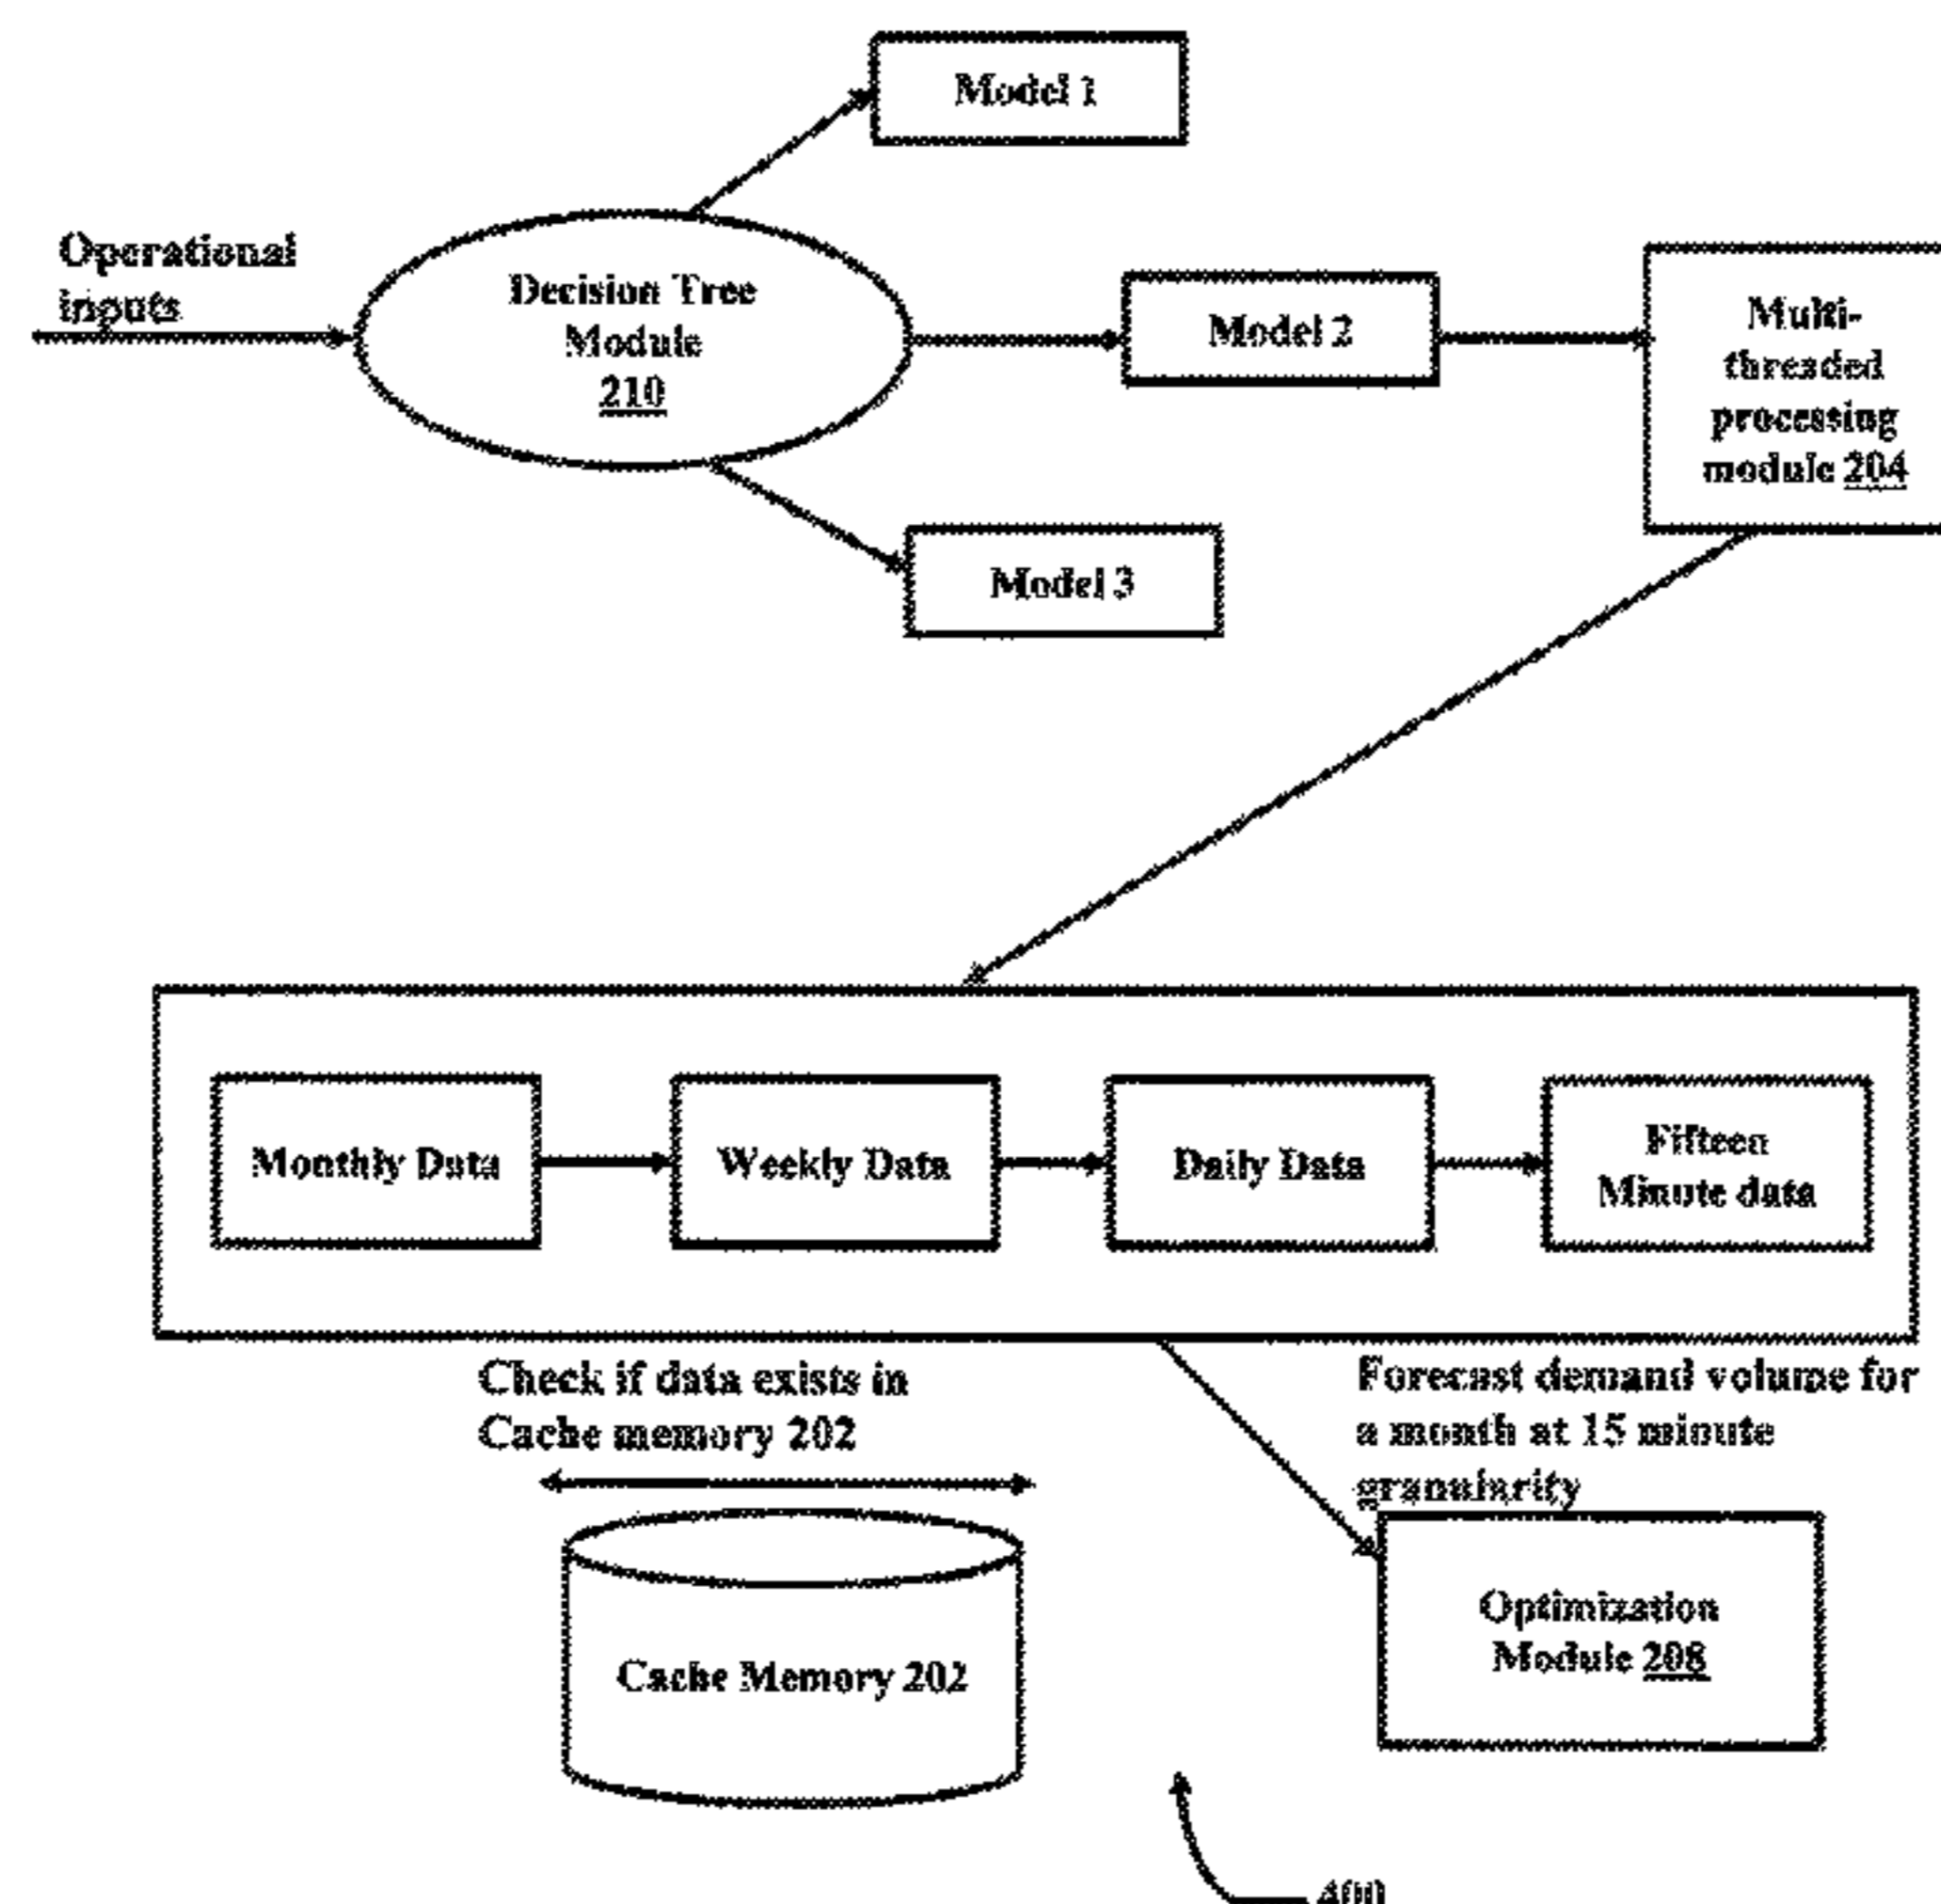 Model 1
Operational
inputs
Decision Tree
Module
210
Model 2
Multi-
threaded
processing
module 204
Model 3
Monthly Data
Weekly Data
Daily Data
Fifteen
Minute data
Check if data exists in
Cache memory 202
Forecast demand volume for
a month at 15 minute
granularity
Cache Memory 202
Optimization
Module 208
400